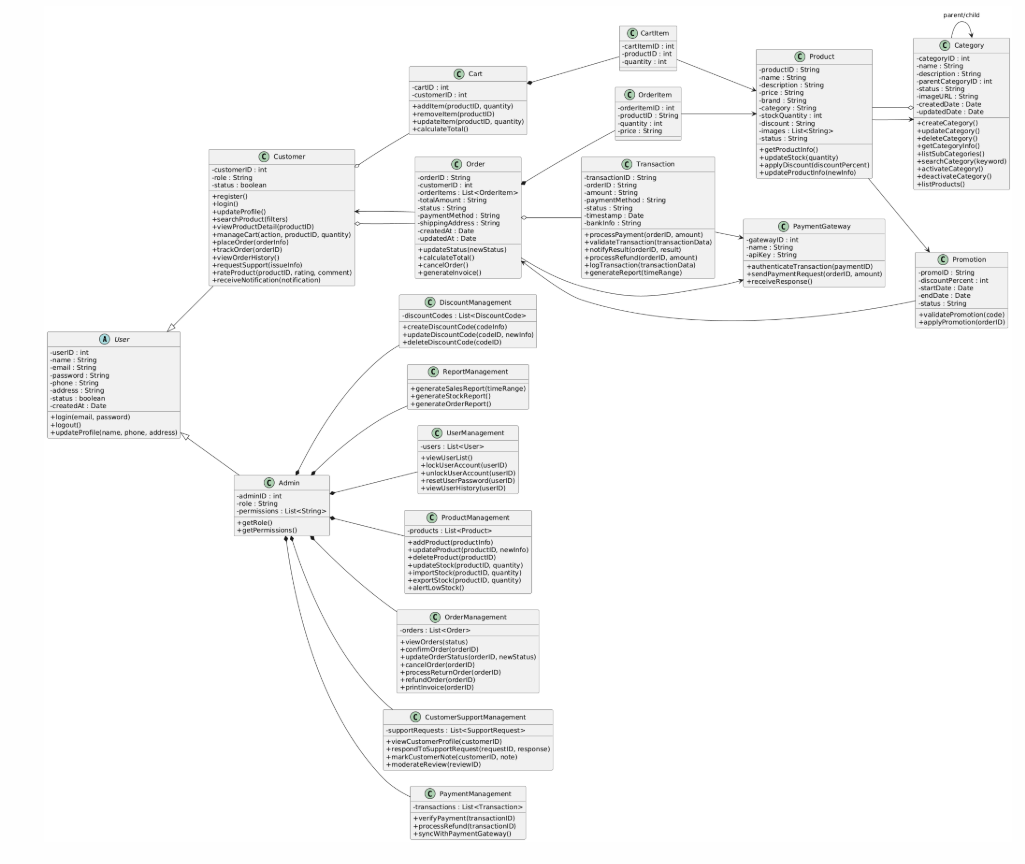 parent/child
C Category
-categoryID : int
-name : String
-description : String
-parentCategoryID : int
-status : String
-imageURL : String
-createdDate : Date
-updatedDate : Date
+createCategory()
+updateCategory()
+deleteCategory()
+getCategoryInfo()
+listSubCategories()
+searchCategory(keyword)
+activateCategory()
+deactivateCategory()
+listProducts()
C CartItem
-cartItemID : int
-productID : int
-quantity : int
C Product
-productID : String
-name : String
-description : String
-price : String
-brand : String
-category : String
-stockQuantity : int
-discount : String
-images : List<String>
-status : String
+getProductInfo()
+updateStock(quantity)
+applyDiscount(discountPercent)
+updateProductInfo(newInfo)
C Cart
-cartID : int
-customerID : int
+addItem(productID, quantity)
+removeItem(productID)
+updateItem(productID, quantity)
+calculateTotal()
C OrderItem
-orderItemID : int
-productID : String
-quantity : int
-price : String
C Customer
-customerID : int
-role : String
-status : boolean
+register()
+login()
+updateProfile()
+searchProduct(filters)
+viewProductDetail(productID)
+manageCart(action, productID, quantity)
+placeOrder(orderInfo)
+trackOrder(orderID)
+viewOrderHistory()
+requestSupport(issueInfo)
+rateProduct(productID, rating, comment)
+receiveNotification(notification)
C Order
-orderID : String
-customerID : int
-orderItems : List<OrderItem>
-totalAmount : String
-status : String
-paymentMethod : String
-shippingAddress : String
-createdAt : Date
-updatedAt : Date
+updateStatus(newStatus)
+calculateTotal()
+cancelOrder()
+generateInvoice()
C Transaction
-transactionID : String
-orderID : String
-amount : String
-paymentMethod : String
-status : String
-timestamp : Date
-bankInfo : String
+processPayment(orderID, amount)
+validateTransaction(transactionData)
+notifyResult(orderID, result)
+processRefund(orderID, amount)
+logTransaction(transactionData)
+generateReport(timeRange)
C PaymentGateway
-gatewayID : int
-name : String
-apiKey : String
+authenticateTransaction(paymentID)
+sendPaymentRequest(orderID, amount)
+receiveResponse()
C Promotion
-promoID : String
-discountPercent : int
-startDate : Date
-endDate : Date
-status : String
+validatePromotion(code)
+applyPromotion(orderID)
A User
-userID : int
-name : String
-email : String
-password : String
-phone : String
-address : String
-status : boolean
-createdAt : Date
+login(email, password)
+logout()
+updateProfile(name, phone, address)
C DiscountManagement
-discountCodes : List<DiscountCode>
+createDiscountCode(codeInfo)
+updateDiscountCode(codeID, newInfo)
+deleteDiscountCode(codeID)
C ReportManagement
+generateSalesReport(timeRange)
+generateStockReport()
+generateOrderReport()
C UserManagement
-users : List<User>
+viewUserList()
+lockUserAccount(userID)
+unlockUserAccount(userID)
+resetUserPassword(userID)
+viewUserHistory(userID)
C Admin
-adminID : int
-role : String
-permissions : List<String>
+getRole()
+getPermissions()
C ProductManagement
-products : List<Product>
+addProduct(productInfo)
+updateProduct(productID, newInfo)
+deleteProduct(productID)
+updateStock(productID, quantity)
+importStock(productID, quantity)
+exportStock(productID, quantity)
+alertLowStock()
C OrderManagement
-orders : List<Order>
+viewOrders(status)
+confirmOrder(orderID)
+updateOrderStatus(orderID, newStatus)
+cancelOrder(orderID)
+processReturnOrder(orderID)
+refundOrder(orderID)
+printInvoice(orderID)
C CustomerSupportManagement
-supportRequests : List<SupportRequest>
+viewCustomerProfile(customerID)
+respondToSupportRequest(requestID, response)
+markCustomerNote(customerID, note)
+moderateReview(reviewID)
C PaymentManagement
-transactions : List<Transaction>
+verifyPayment(transactionID)
+processRefund(transactionID)
+syncWithPaymentGateway()